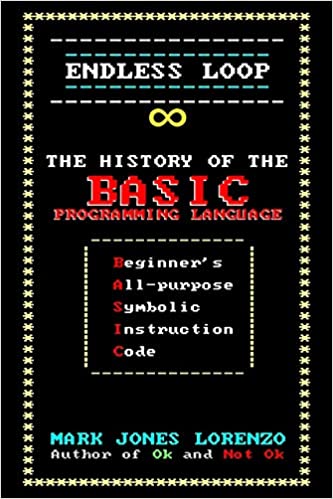 ENDLESS LOOP
∞
THE HISTORY OF THE
BASIC
PROGRAMMING LANGUAGE
Beginner's
All-purpose
Symbolic
Instruction
Code
MARK JONES LORENZO
Author of Ok and Not Ok